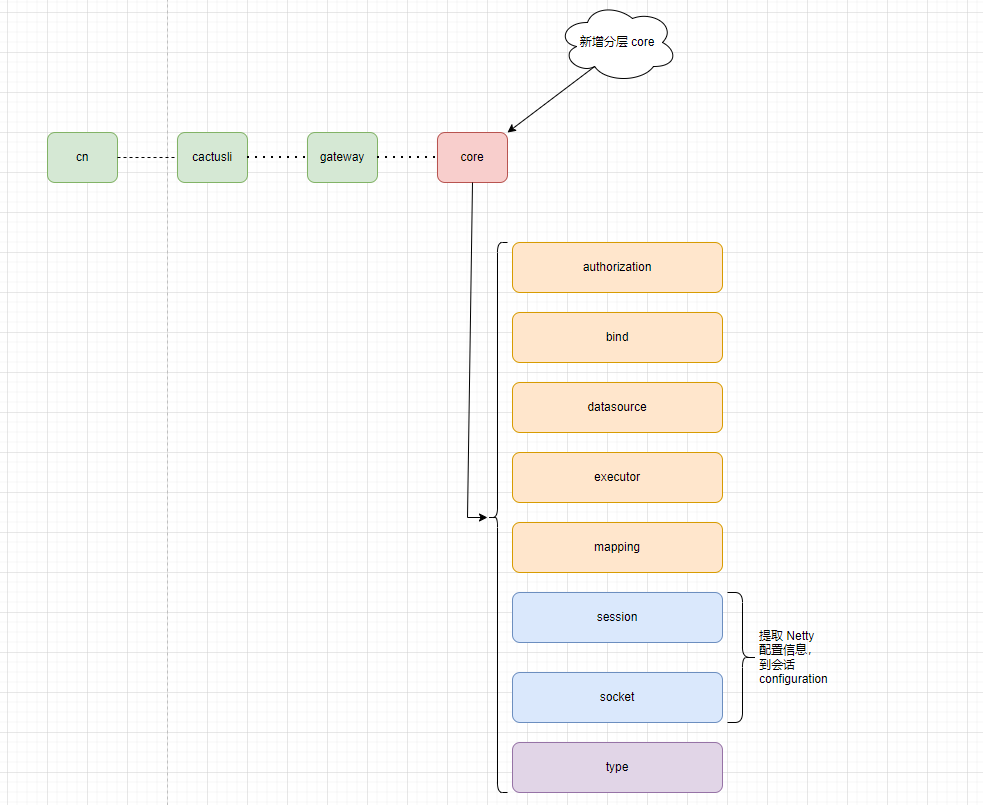 新增分层 core
cn
cactusli
gateway
core
authorization
bind
datasource
executor
mapping
session
socket
type
提取 Netty
配置信息，
到会话
configuration